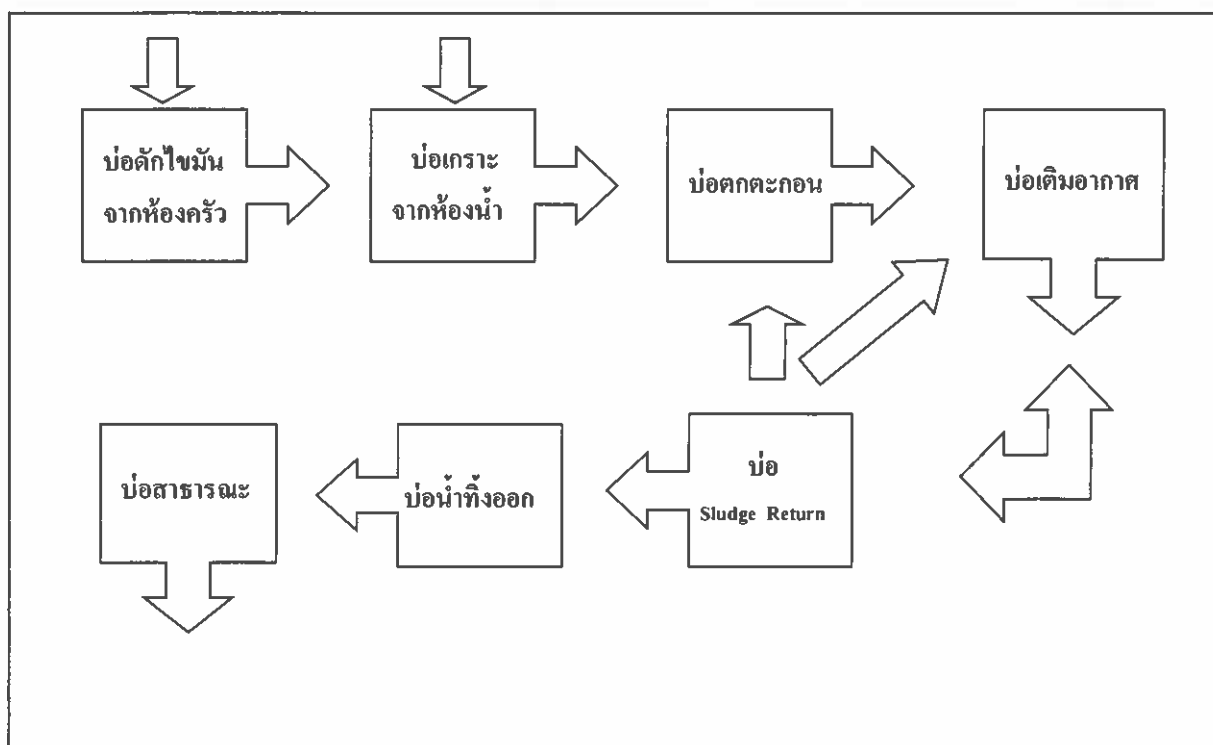 บ่อดักไขมัน
จากห้องครัว
บ่อเกราะ
จากห้องน้ำ
บ่อตกตะกอน
บ่อเติมอากาศ
บ่อสาธารณะ
บ่อน้ำทิ้งออก
บ่อ
Sludge Return